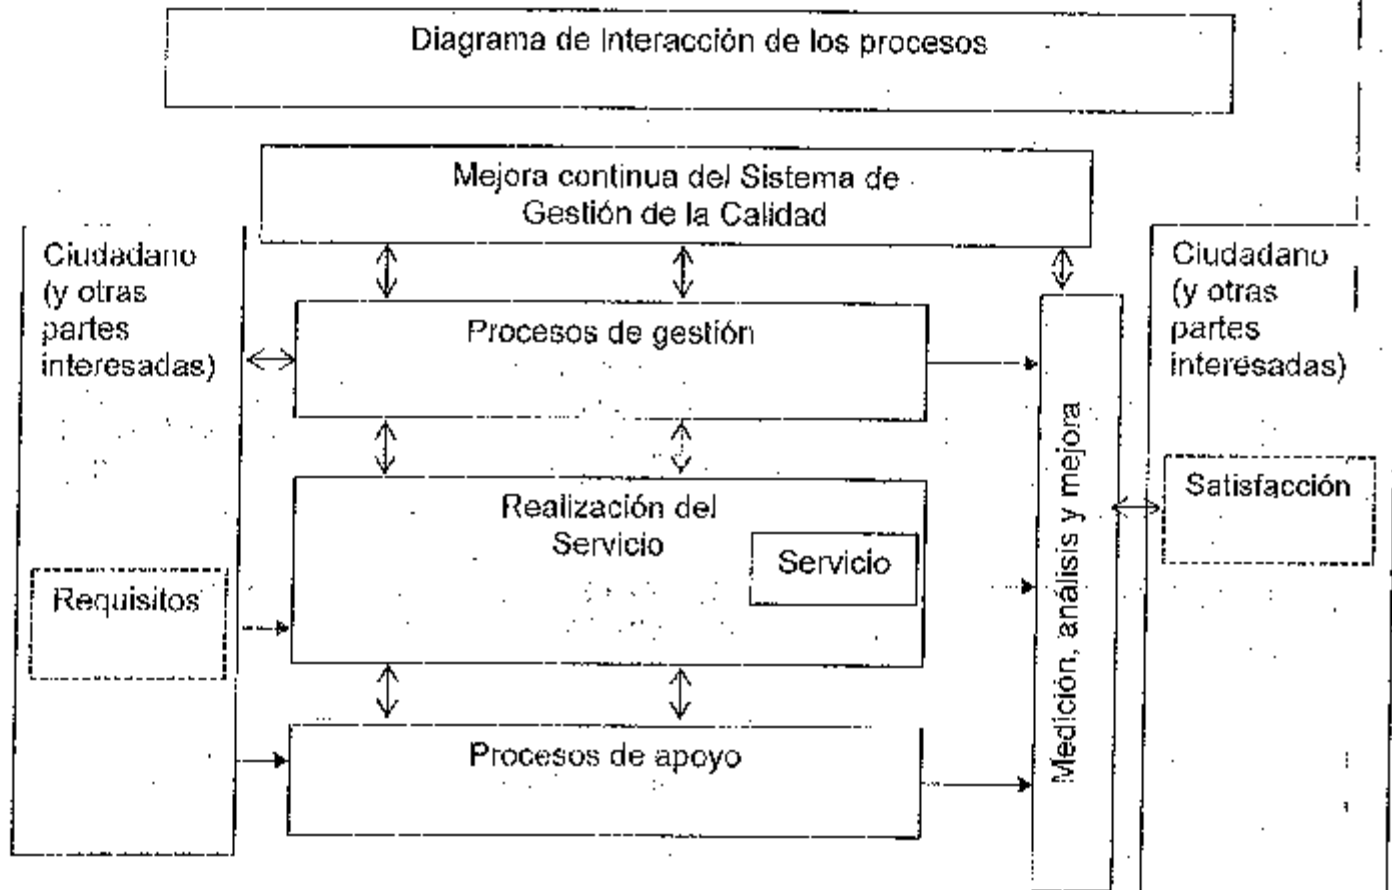 Diagrama de Interacción de los procesos
Mejora continua del Sistema de
Gestión de la Calidad
Ciudadano
(y otras
partes
interesadas)
Requisitos
Procesos de gestión
Realización del
Servicio
Servicio
Procesos de apoyo
Medición, análisis y mejora
Ciudadano
(y otras
partes
interesadas)
Satisfacción